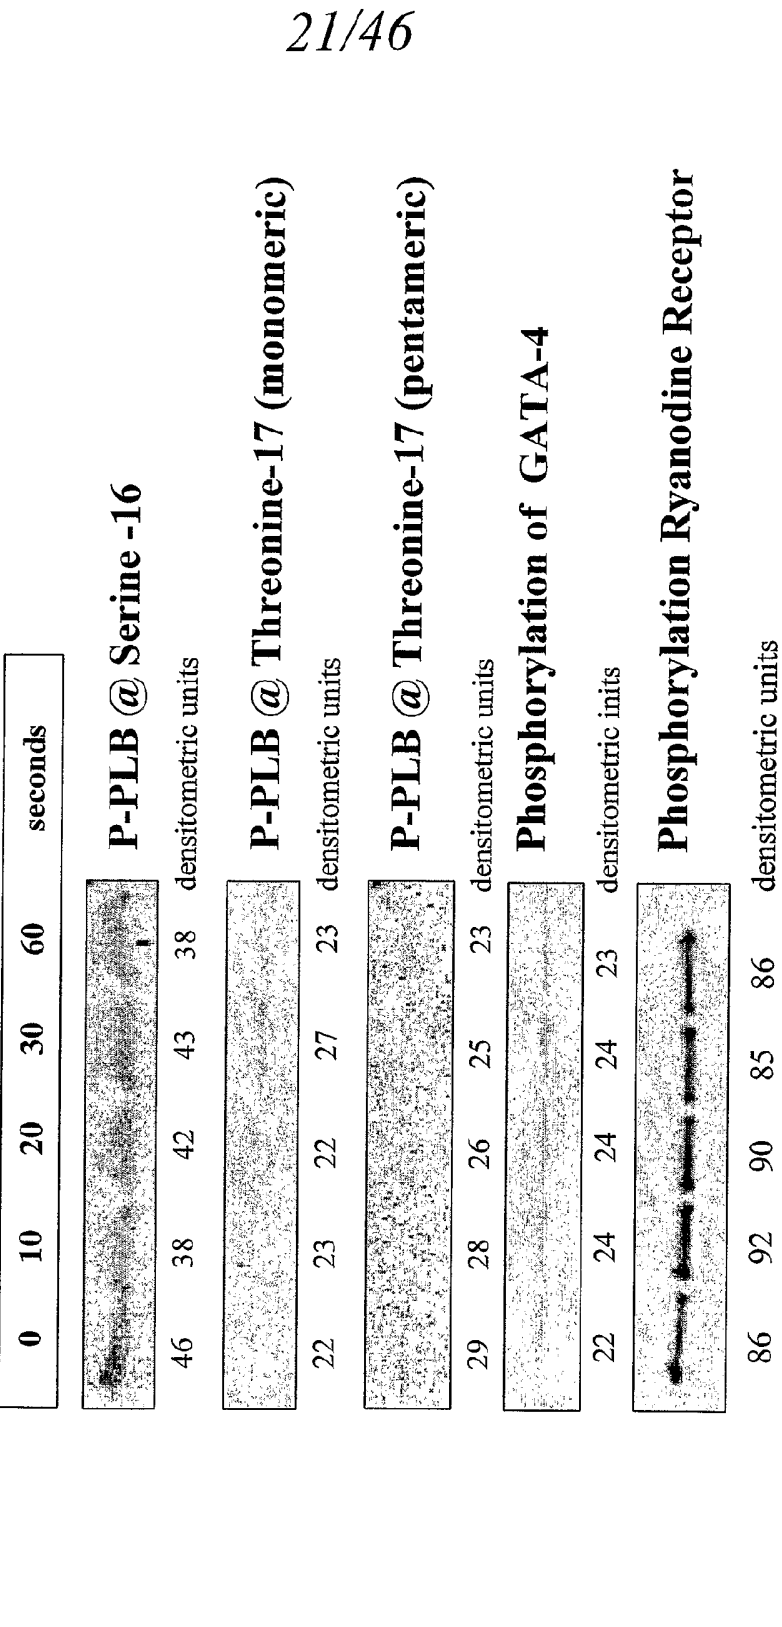 21/46
0 10 20 30 60 seconds
P-PLB @ Serine -16
46 38 42 43 38 densitometric units
P-PLB @ Threonine-17 (monomeric)
22 23 22 27 23 densitometric units
P-PLB @ Threonine-17 (pentameric)
29 28 26 25 23 densitometric units
Phosphorylation of GATA-4
22 24 24 24 23 densitometric inits
Phosphorylation Ryanodine Receptor
86 92 90 85 86 densitometric units